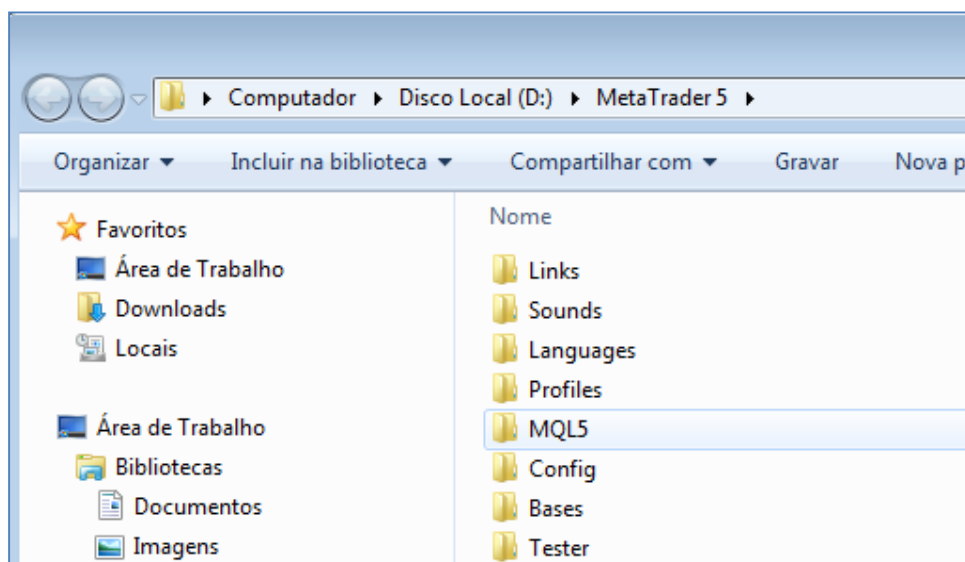 Computador Disco Local (D:) MetaTrader 5
Organizar Incluir na biblioteca Compartilhar com Gravar Nova p
Nome
Favoritos
Área de Trabalho
Downloads
Locais
Área de Trabalho
Bibliotecas
Documentos
Imagens
Links
Sounds
Languages
Profiles
MQL5
Config
Bases
Tester